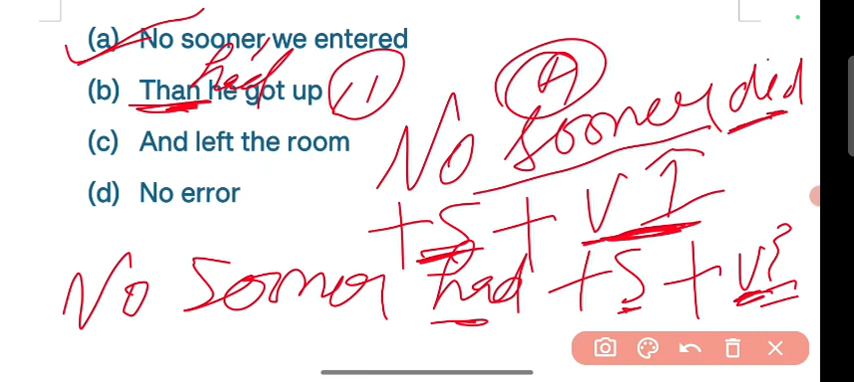 (a) No sooner we entered
had
(b) Than he got up 11
(c) And left the room
(d) No error
No sooner did
+ S + V1
No Sooner had + S + V3